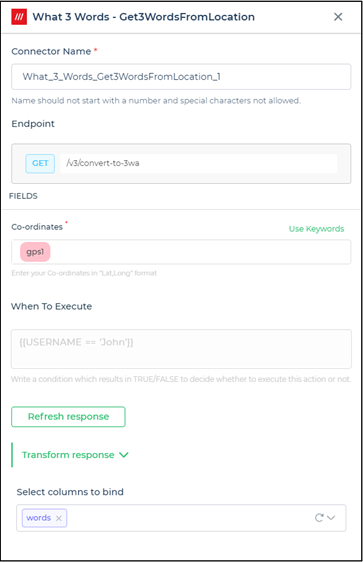 What 3 Words - Get3WordsFromLocation
Connector Name *
What_3_Words_Get3WordsFromLocation_1
Name should not start with a number and special characters not allowed.
Endpoint
GET /v3/convert-to-3wa
FIELDS
Co-ordinates *
Use Keywords
gps1
Enter your Co-ordinates in "Lat,Long" format
When To Execute
{{USERNAME == 'John'}}
Write a condition which results in TRUE/FALSE to decide whether to execute this action or not.
Refresh response
Transform response
Select columns to bind
words